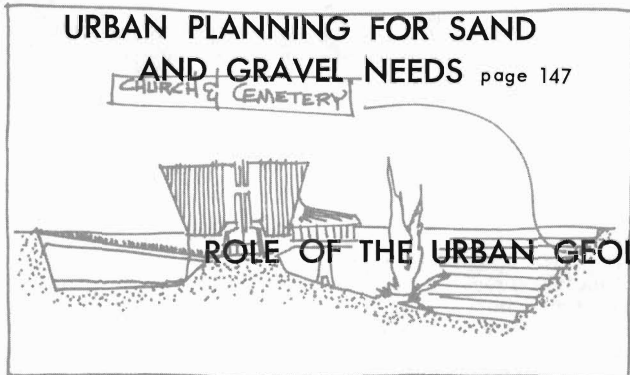 URBAN PLANNING FOR SAND
AND GRAVEL NEEDS page 147
CHURCH & CEMETERY
ROLE OF THE URBAN